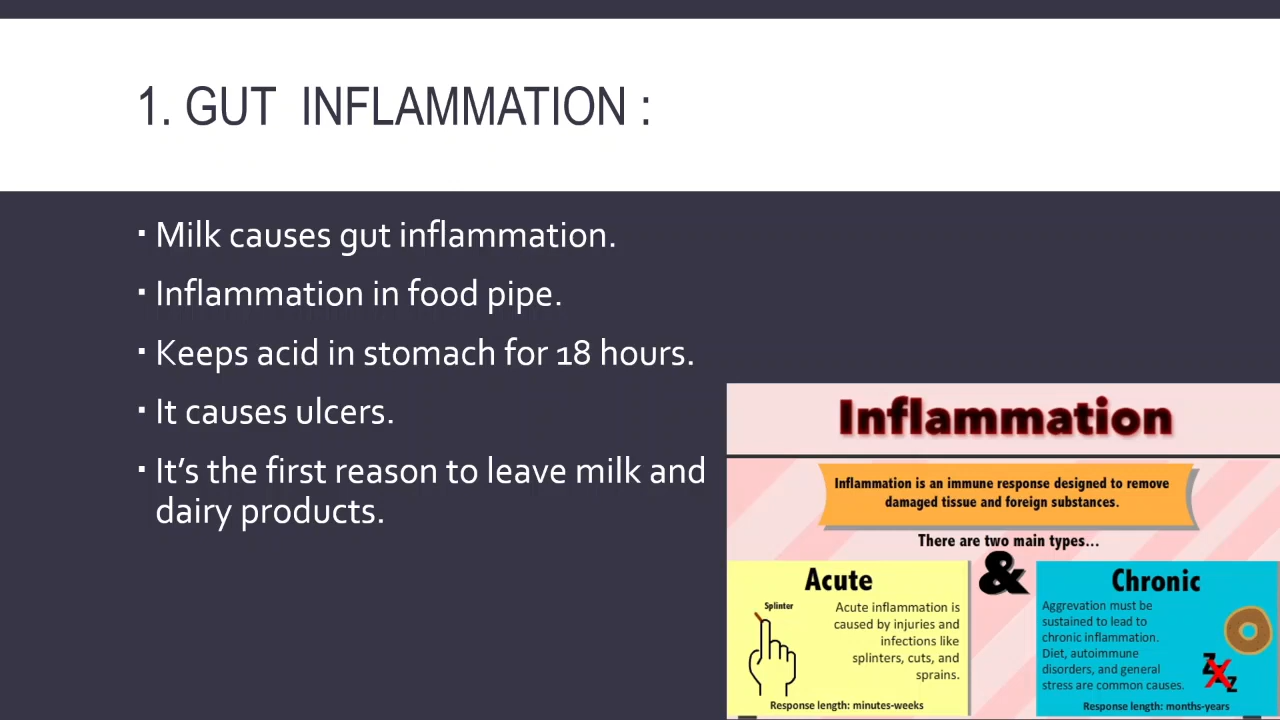 1. GUT INFLAMMATION :
▪ Milk causes gut inflammation.
▪ Inflammation in food pipe.
▪ Keeps acid in stomach for 18 hours.
▪ It causes ulcers.
▪ It’s the first reason to leave milk and
dairy products.
Inflammation
Inflammation is an immune response designed to remove
damaged tissue and foreign substances.
There are two main types...
&
Acute
Splinter
Acute inflammation is
caused by injuries and
infections like
splinters, cuts, and
sprains.
Response length: minutes-weeks
Chronic
Aggrevation must be
sustained to lead to
chronic inflammation.
Diet, autoimmune
disorders, and general
stress are common causes.
ZZZ
Response length: months-years